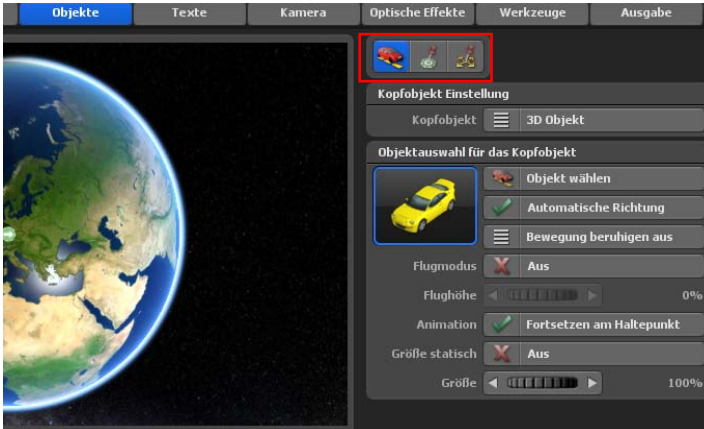 Objekte Texte Kamera Optische Effekte Werkzeuge Ausgabe
Kopfobjekt Einstellung
Kopfobjekt 3D Objekt
Objektauswahl für das Kopfobjekt
Objekt wählen
Automatische Richtung
Bewegung beruhigen aus
Flugmodus Aus
Flughöhe 0%
Animation Fortsetzen am Haltepunkt
Größe statisch Aus
Größe 100%